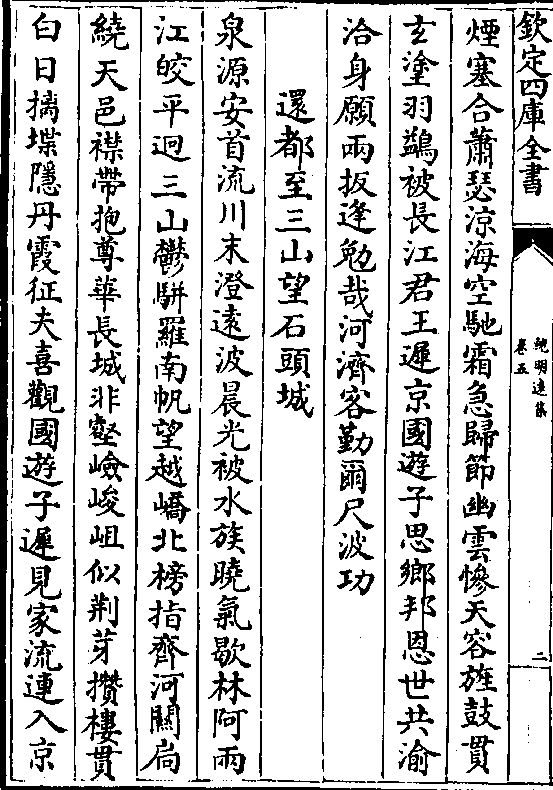 欽定四庫全書
鮑明遠集
卷五
二
煙塞合蕭瑟涼海空馳霜急歸節幽雲慘天容旌鼓貫
玄塗羽鷁被長江君王遲京國遊子思鄉邦恩世共渝
洽身願兩扳逢勉哉河濟客勤爾尺波功
還都至三山望石頭城
泉源安首流川末澄遠波晨光被水族曉氣歇林阿兩
江皎平迥三山鬱駢羅南帆望越嶠北榜指齊河關扄
繞天邑襟帶抱尊華長城非壑嶮峻岨似荆芽攢樓貫
白日摛堞隱丹霞征夫喜觀國遊子遲見家流連入京